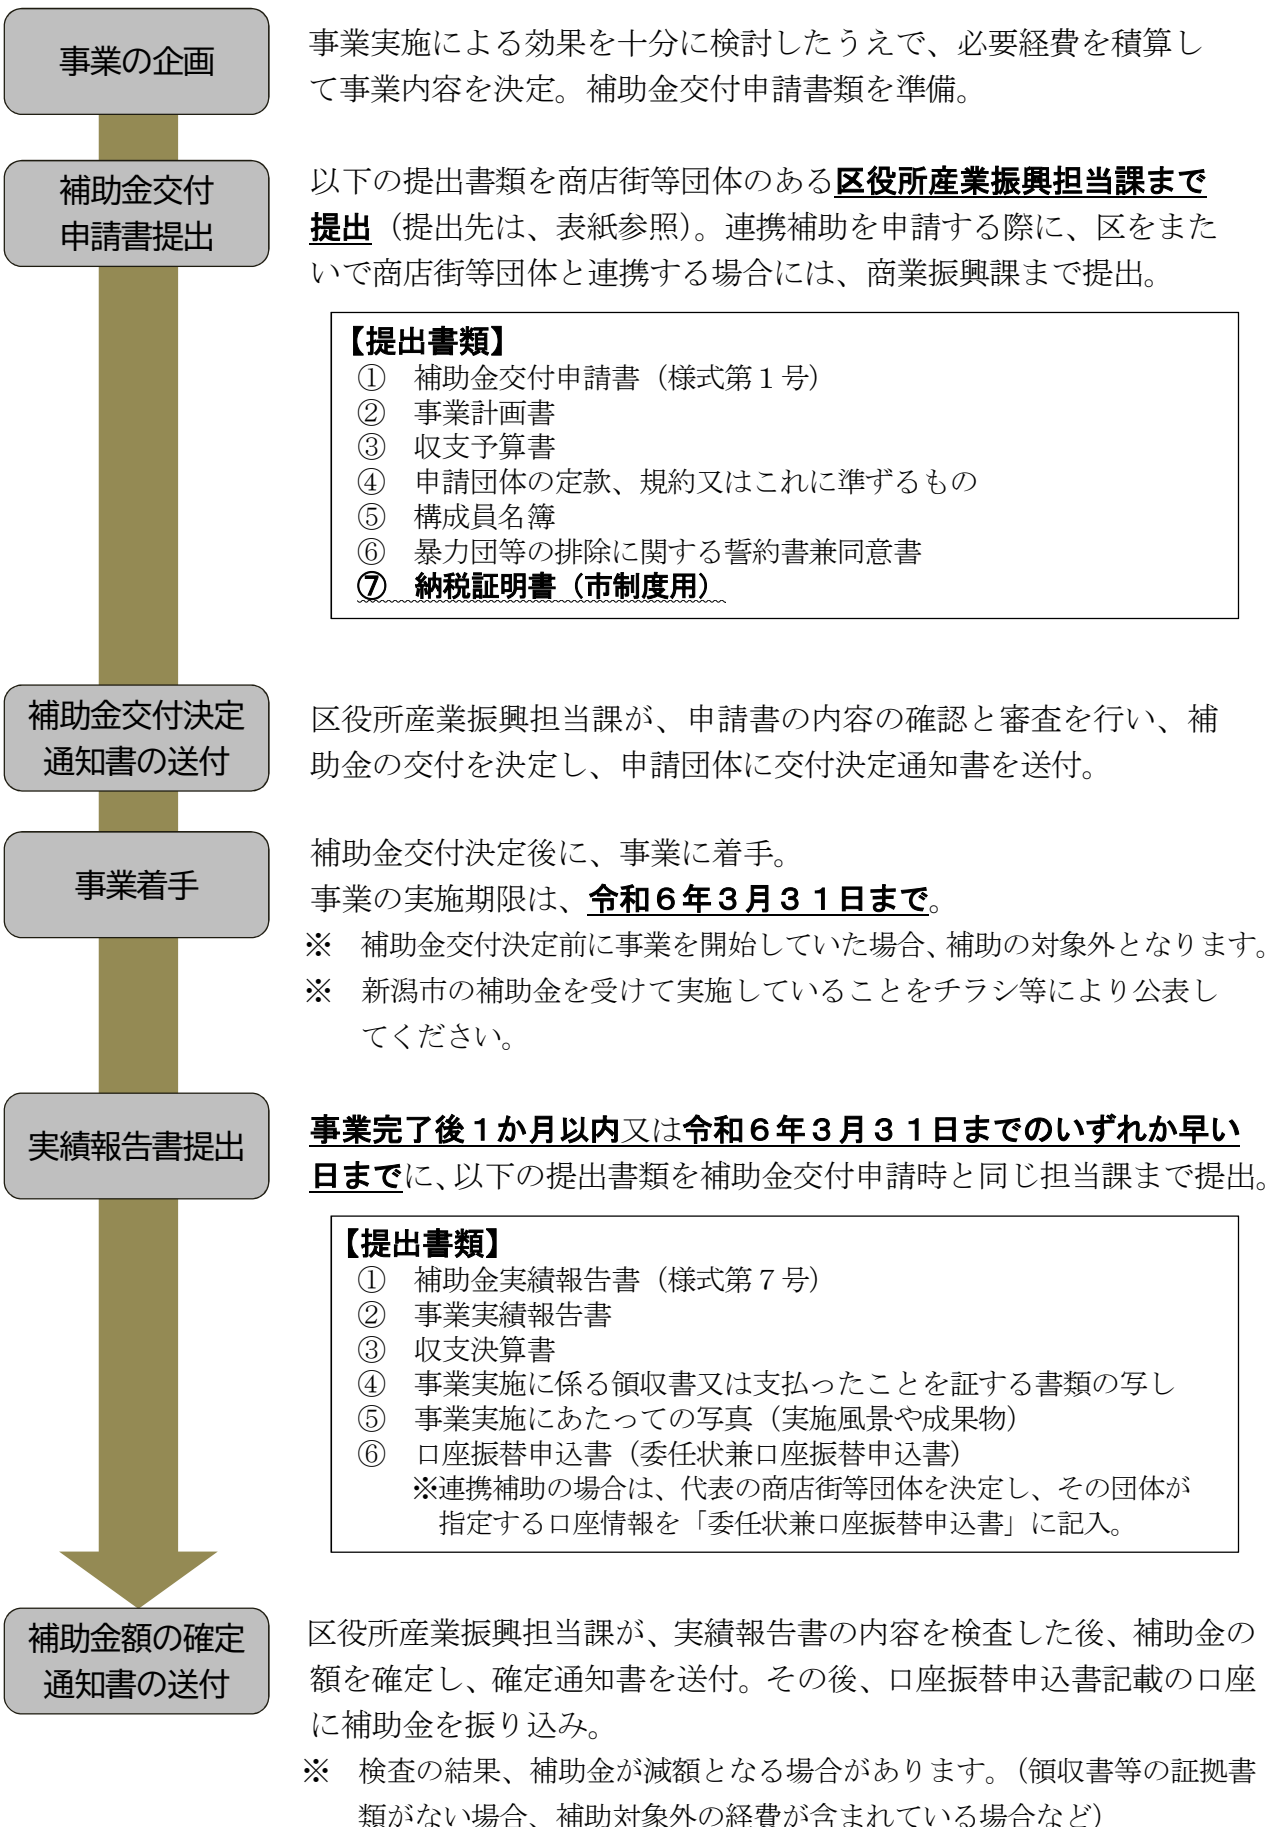 事業の企画
事業実施による効果を十分に検討したうえで、必要経費を積算し
て事業内容を決定。補助金交付申請書類を準備。
補助金交付
申請書提出
以下の提出書類を商店街等団体のある区役所産業振興担当課まで
提出（提出先は、表紙参照）。連携補助を申請する際に、区をまた
いで商店街等団体と連携する場合には、商業振興課まで提出。
【提出書類】
① 補助金交付申請書（様式第１号）
② 事業計画書
③ 収支予算書
④ 申請団体の定款、規約又はこれに準ずるもの
⑤ 構成員名簿
⑥ 暴力団等の排除に関する誓約書兼同意書
⑦ 納税証明書（市制度用）
補助金交付決定
通知書の送付
区役所産業振興担当課が、申請書の内容の確認と審査を行い、補
助金の交付を決定し、申請団体に交付決定通知書を送付。
事業着手
補助金交付決定後に、事業に着手。
事業の実施期限は、令和６年３月３１日まで。
※ 補助金交付決定前に事業を開始していた場合、補助の対象外となります。
※ 新潟市の補助金を受けて実施していることをチラシ等により公表し
てください。
実績報告書提出
事業完了後１か月以内又は令和６年３月３１日までのいずれか早い
日までに、以下の提出書類を補助金交付申請時と同じ担当課まで提出。
【提出書類】
① 補助金実績報告書（様式第７号）
② 事業実績報告書
③ 収支決算書
④ 事業実施に係る領収書又は支払ったことを証する書類の写し
⑤ 事業実施にあたっての写真（実施風景や成果物）
⑥ 口座振替申込書（委任状兼口座振替申込書）
※連携補助の場合は、代表の商店街等団体を決定し、その団体が
指定する口座情報を「委任状兼口座振替申込書」に記入。
補助金額の確定
通知書の送付
区役所産業振興担当課が、実績報告書の内容を検査した後、補助金の
額を確定し、確定通知書を送付。その後、口座振替申込書記載の口座
に補助金を振り込み。
※ 検査の結果、補助金が減額となる場合があります。（領収書等の証拠書
類がない場合、補助対象外の経費が含まれている場合など）